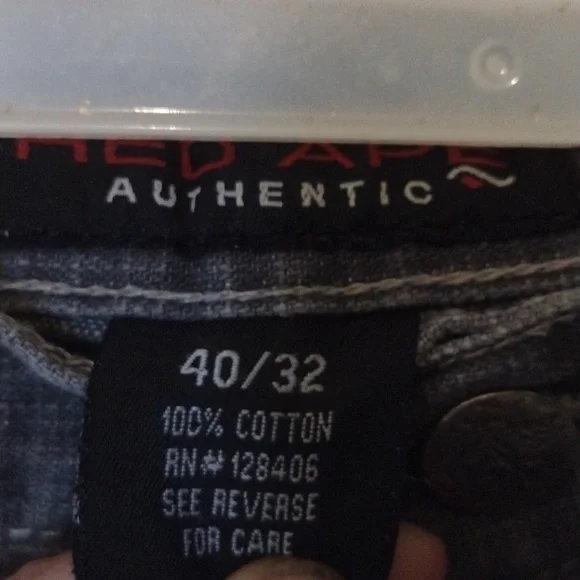 AUTHENTIC
40/32
100% COTTON
RN#128406
SEE REVERSE
FOR CARE